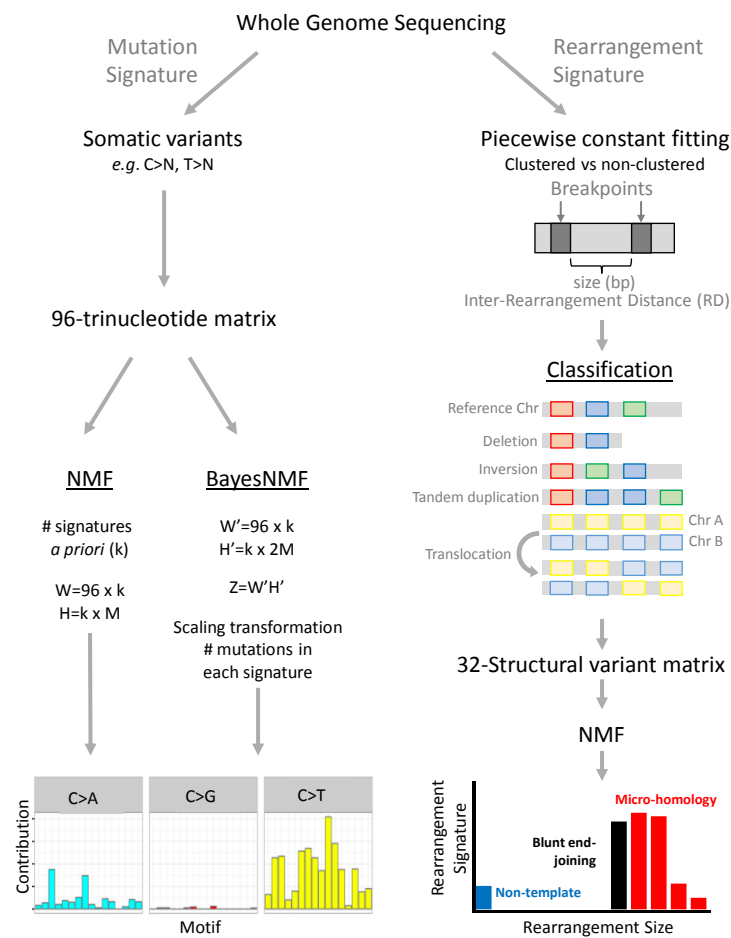 Whole Genome Sequencing
Mutation
Signature
Rearrangement
Signature
Somatic variants
e.g. C>N, T>N
96-trinucleotide matrix
NMF
# signatures
a priori (k)
W=96 x k
H=k x M
BayesNMF
W'=96 x k
H'=k x 2M
Z=W'H'
Scaling transformation
# mutations in
each signature
Contribution
C>A
C>G
C>T
Motif
Piecewise constant fitting
Clustered vs non-clustered
Breakpoints
size (bp)
Inter-Rearrangement Distance (RD)
Classification
Reference Chr
Deletion
Inversion
Tandem duplication
Chr A
Chr B
Translocation
32-Structural variant matrix
NMF
Rearrangement
Signature
Micro-homology
Blunt end-
joining
Non-template
Rearrangement Size